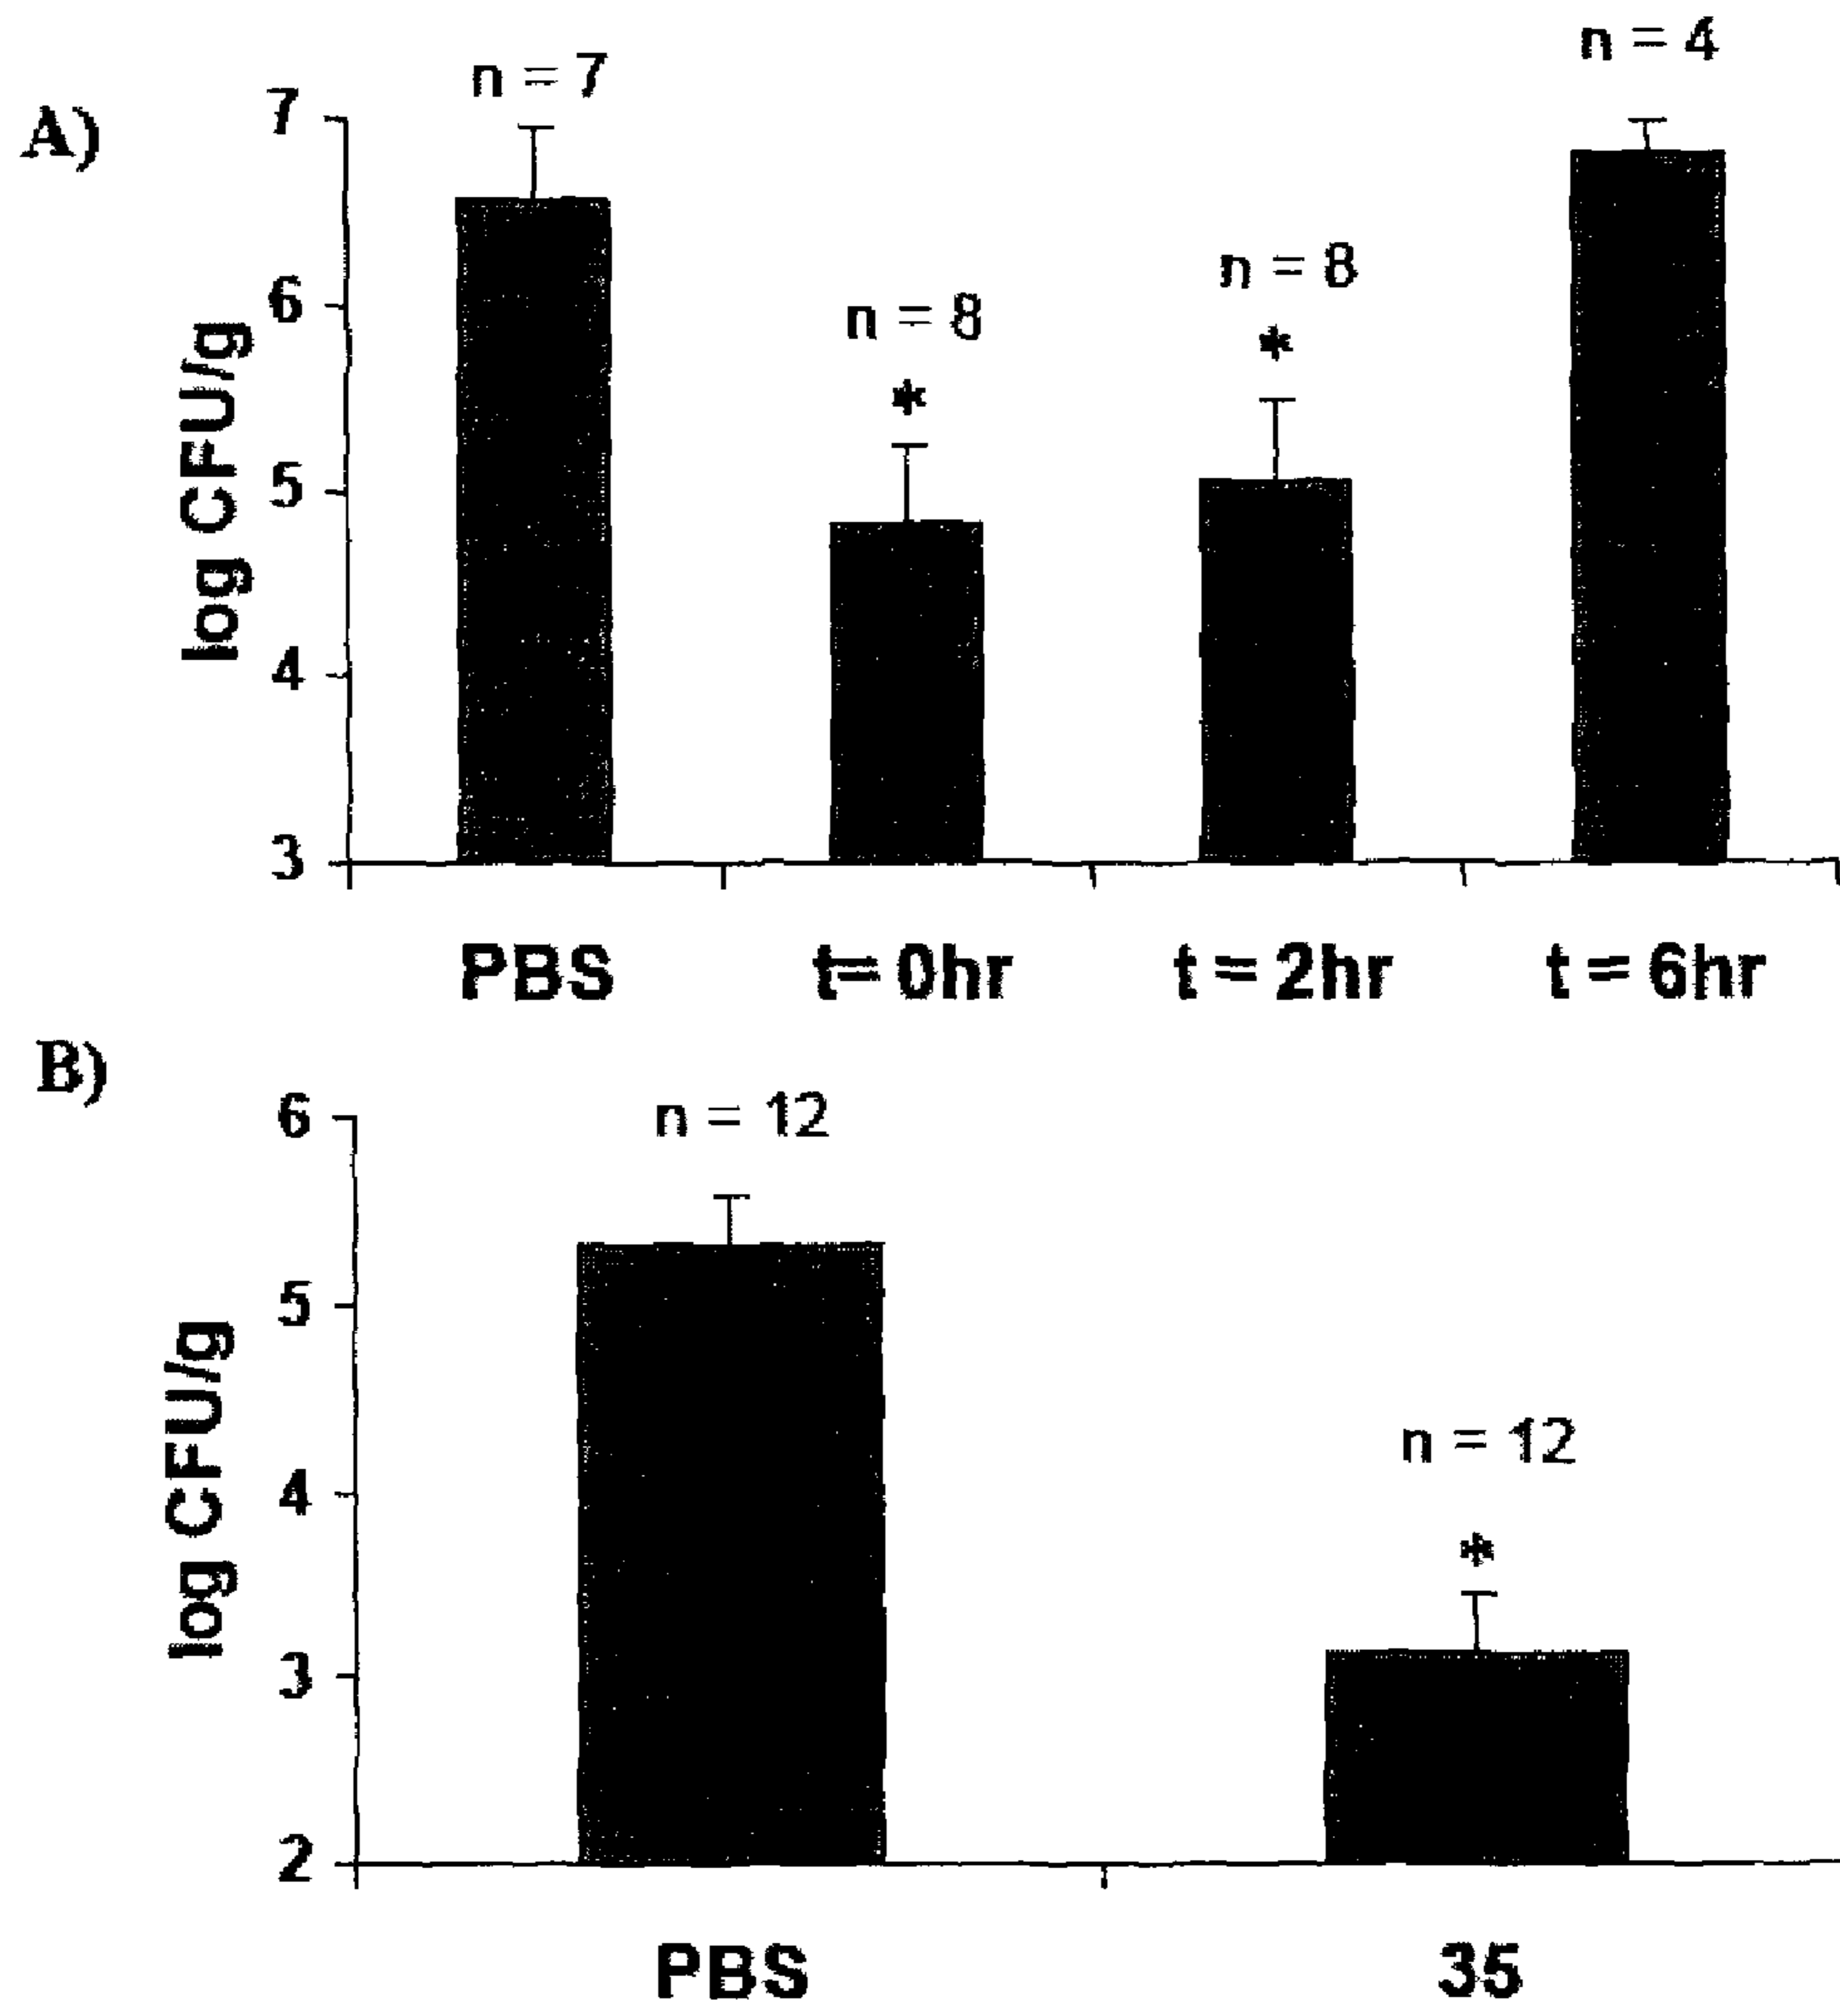 A)
n = 7
n = 4
7
n = 8
6
n = 8
*
*
log CFU/g
5
4
3
PBS
t= 0hr
t = 2hr
t = 6hr
B)
6
n = 12
5
log CFU/g
n = 12
4
*
3
2
PBS
35